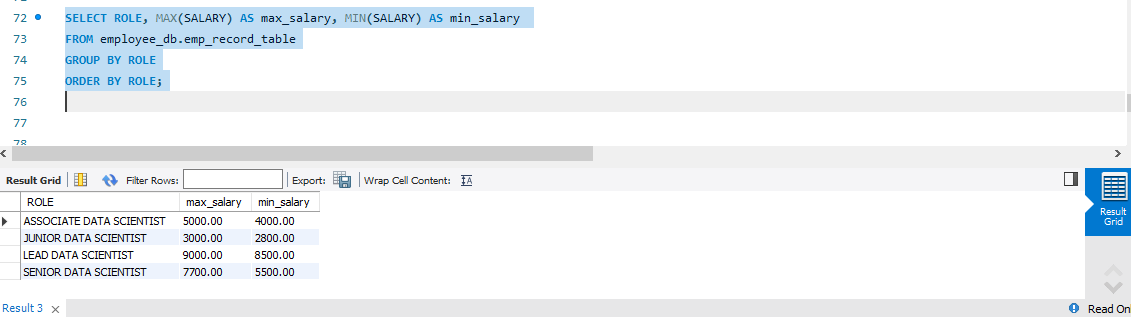 72 SELECT ROLE, MAX(SALARY) AS max_salary, MIN(SALARY) AS min_salary
73 FROM employee_db.emp_record_table
74 GROUP BY ROLE
75 ORDER BY ROLE;
76
77
78
Result Grid Filter Rows: Export: Wrap Cell Content: IA
ROLE max_salary min_salary
ASSOCIATE DATA SCIENTIST 5000.00 4000.00
JUNIOR DATA SCIENTIST 3000.00 2800.00
LEAD DATA SCIENTIST 9000.00 8500.00
SENIOR DATA SCIENTIST 7700.00 5500.00
Result
Grid
Result 3 × Read Onl